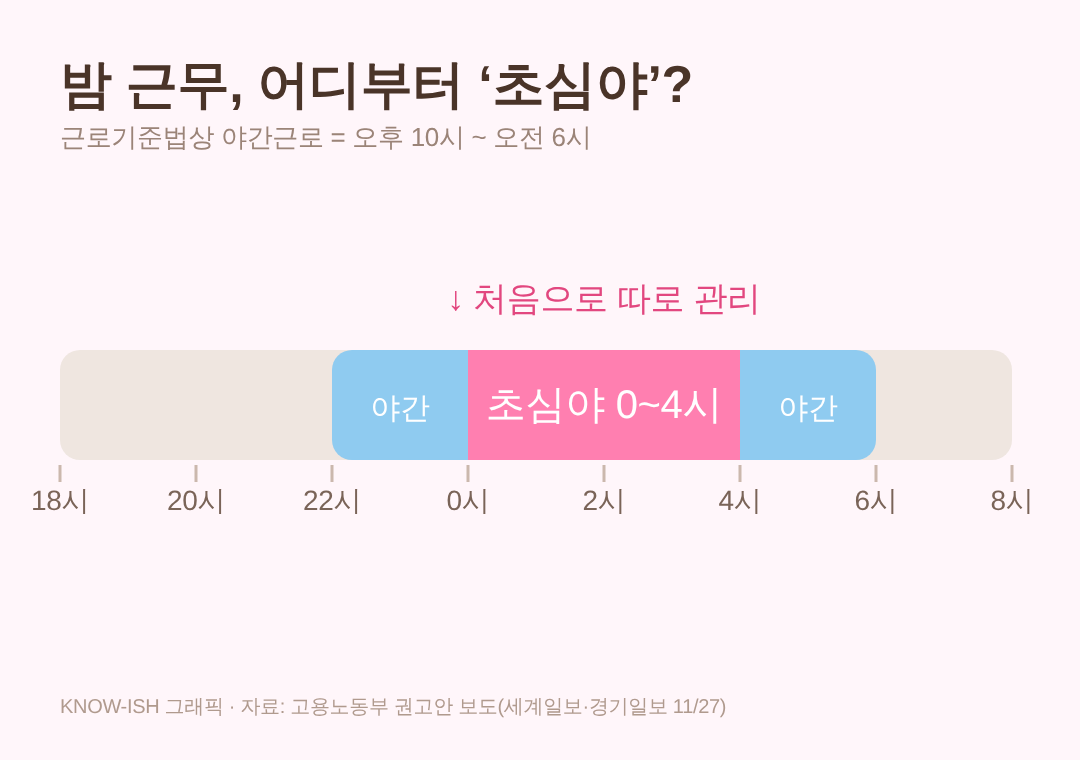 밤 근무, 어디부터 ‘초심야’?
근로기준법상 야간근로 = 오후 10시 ~ 오전 6시
↓ 처음으로 따로 관리
야간 초심야 0~4시 야간
18시 20시 22시 0시 2시 4시 6시 8시
KNOW-ISH 그래픽 · 자료: 고용노동부 권고안 보도(세계일보·경기일보 11/27)